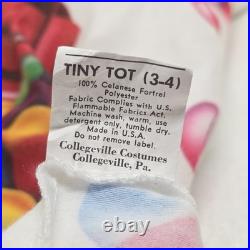 TINY TOT (3-4)
100% Celanese Fortrel
Polyester
Fabric Complies with U.S.
Flammable Fabrics Act.
Machine wash, warm, use
detergent only, tumble dry.
Made in U.S.A.
Do not remove label.
Collegeville Costumes
Collegeville, Pa.